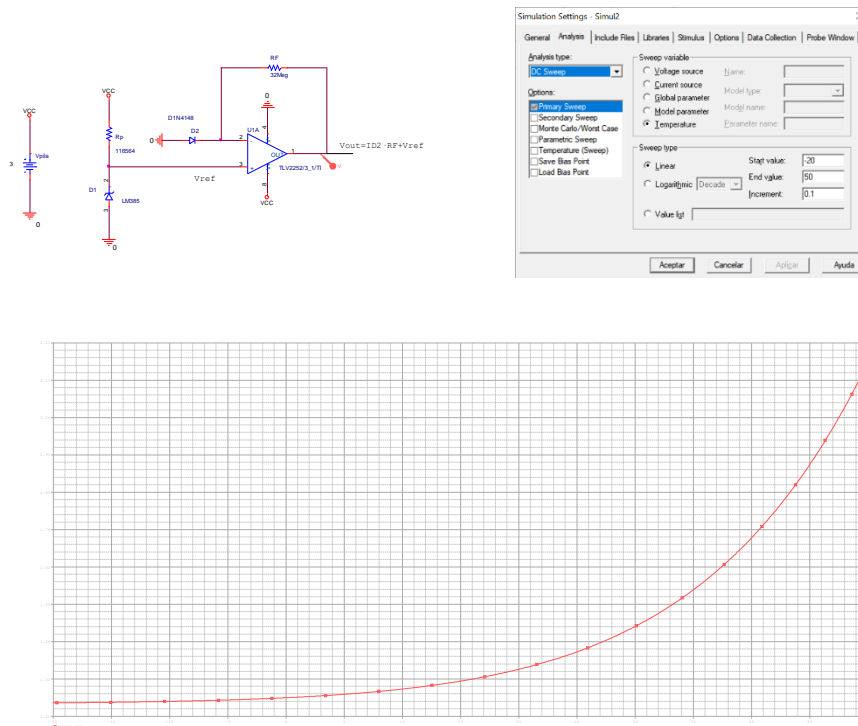 VCC
3
Vpila
0
VCC
Rp
116564
2
D1
LM385
3
0
D1N4148
0
D2
Vref
RF
32Meg
0
4
U1A
2
-
V-
OUT
1
3
+
V+
TLV2252/3_1/TI
8
VCC
Vout=ID2·RF+Vref
V
Simulation Settings - Simul2
General
Analysis
Include Files
Libraries
Stimulus
Options
Data Collection
Probe Window
Analysis type:
DC Sweep
Options:
Primary Sweep
Secondary Sweep
Monte Carlo/Worst Case
Parametric Sweep
Temperature (Sweep)
Save Bias Point
Load Bias Point
Sweep variable
Voltage source
Current source
Global parameter
Model parameter
Temperature
Name:
Model type:
Model name:
Parameter name:
Sweep type
Linear
Logarithmic
Decade
Start value:
-20
End value:
50
Increment:
0.1
Value list
Aceptar
Cancelar
Aplicar
Ayuda